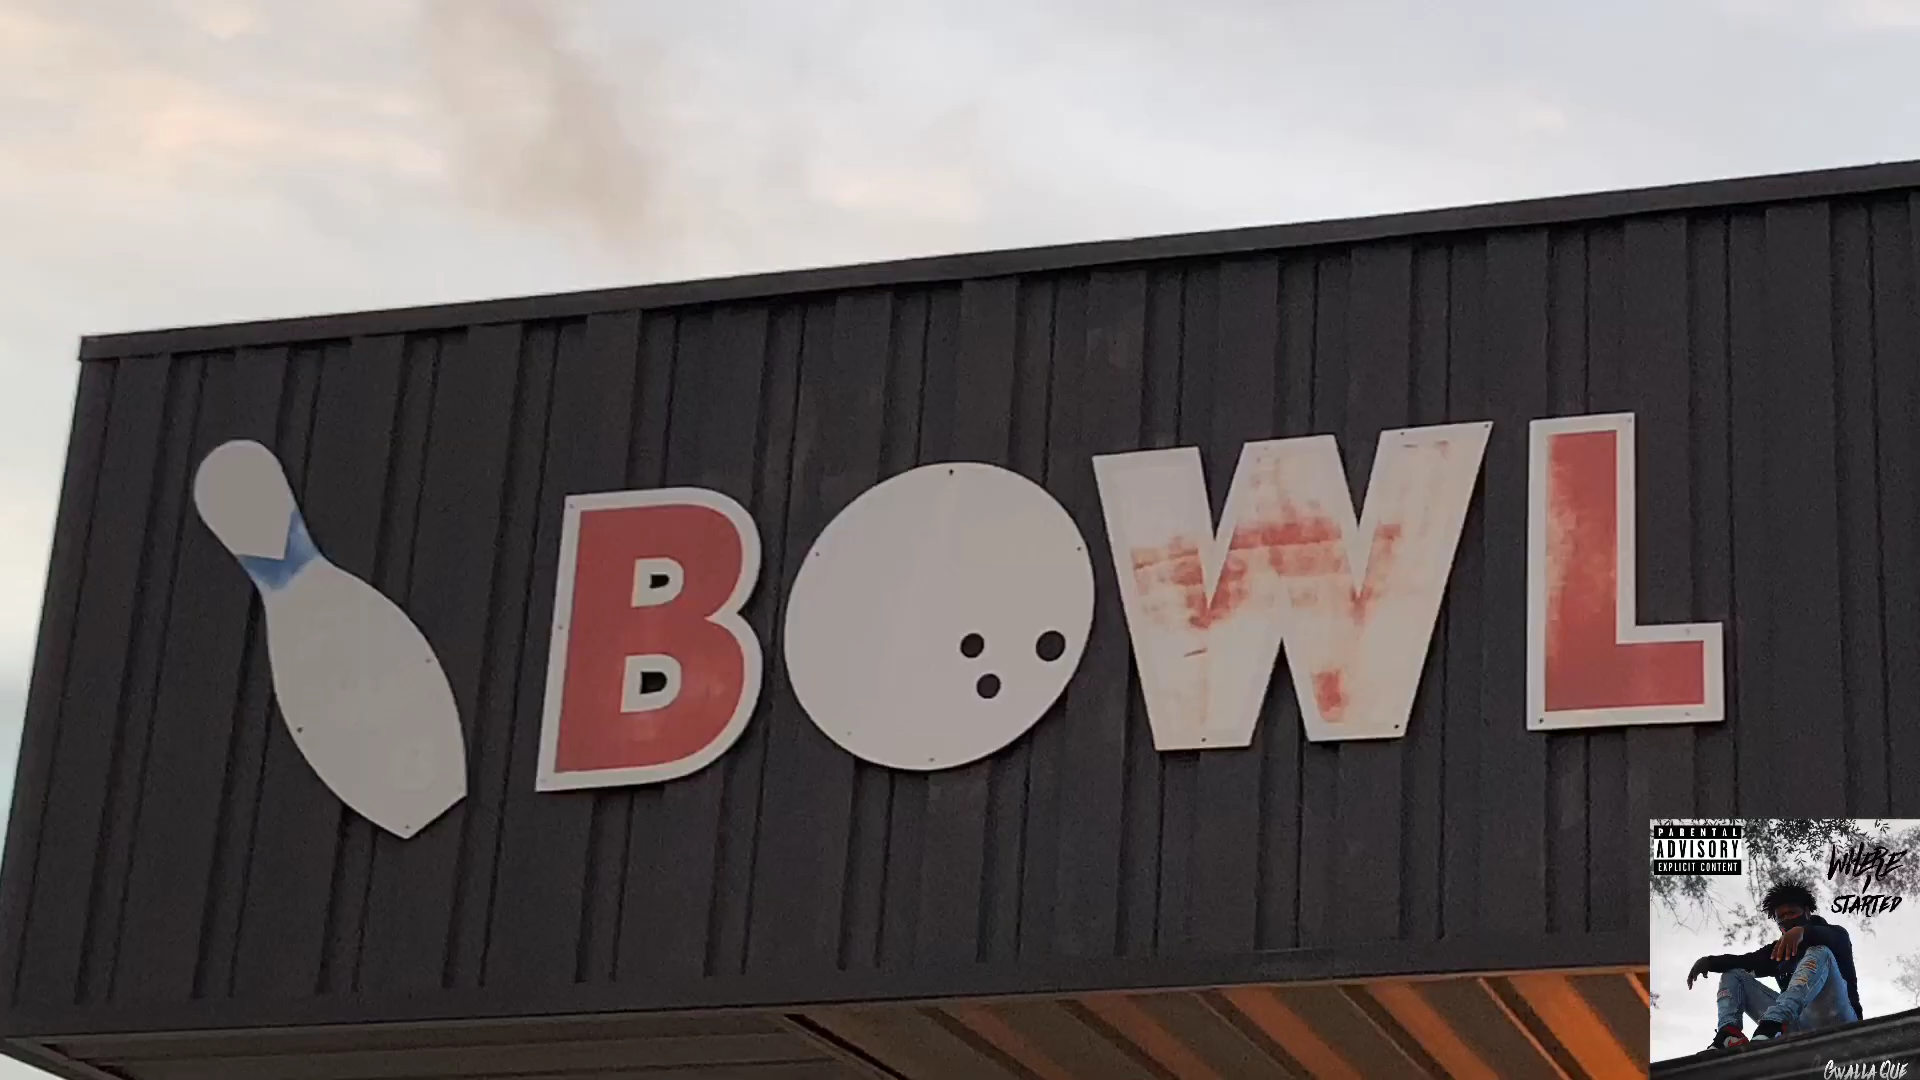 BOWL
PARENTAL
ADVISORY
EXPLICIT CONTENT
WHERE
I
STARTED
GWALLA QUE